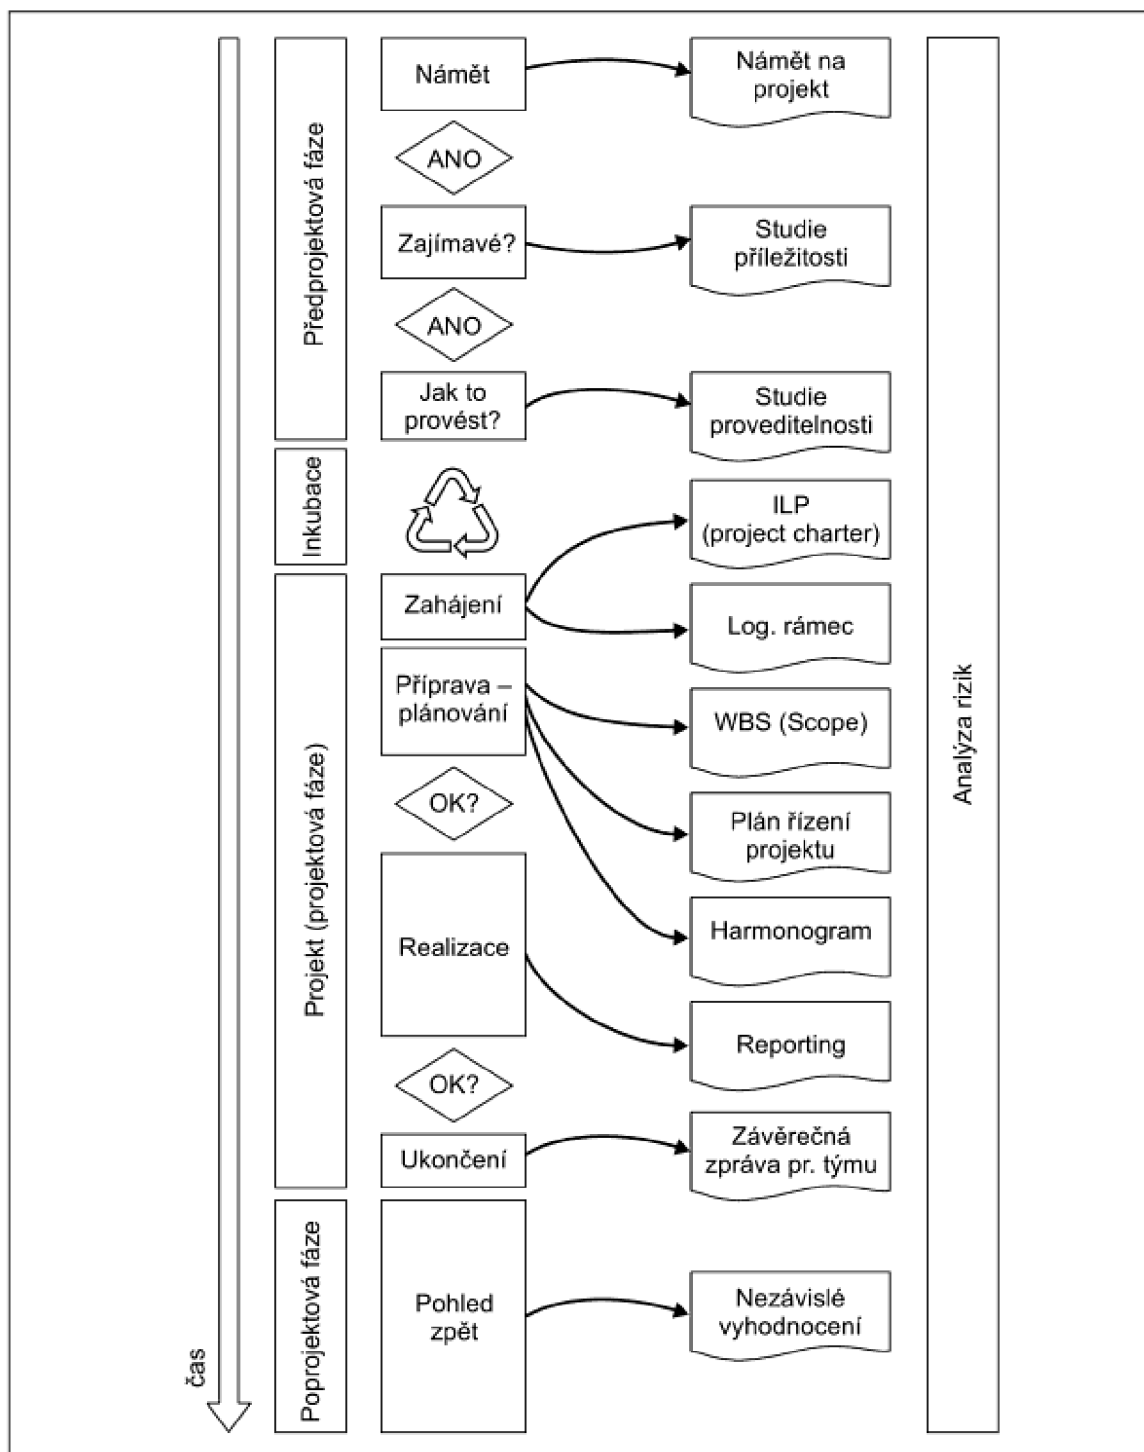 Námět
Námět na
projekt
ANO
Předprojektová fáze
Zajímavé?
Studie
příležitosti
ANO
Jak to
provést?
Studie
proveditelnosti
Inkubace
ILP
(project charter)
Zahájení
Log. rámec
Příprava –
plánování
WBS (Scope)
Analýza rizik
Projekt (projektová fáze)
OK?
Plán řízení
projektu
Realizace
Harmonogram
Reporting
OK?
Ukončení
Závěrečná
zpráva pr. týmu
Poprojektová fáze
Pohled
zpět
Nezávislé
vyhodnocení
čas